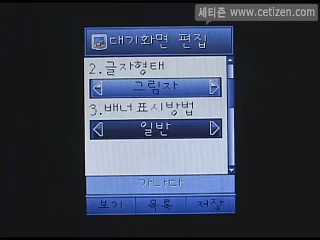 세티즌 www.cetizen.com
대기화면 편집
2.글자형태
그림자
3.배너표시방법
일반
가나다
보기 목록 저장